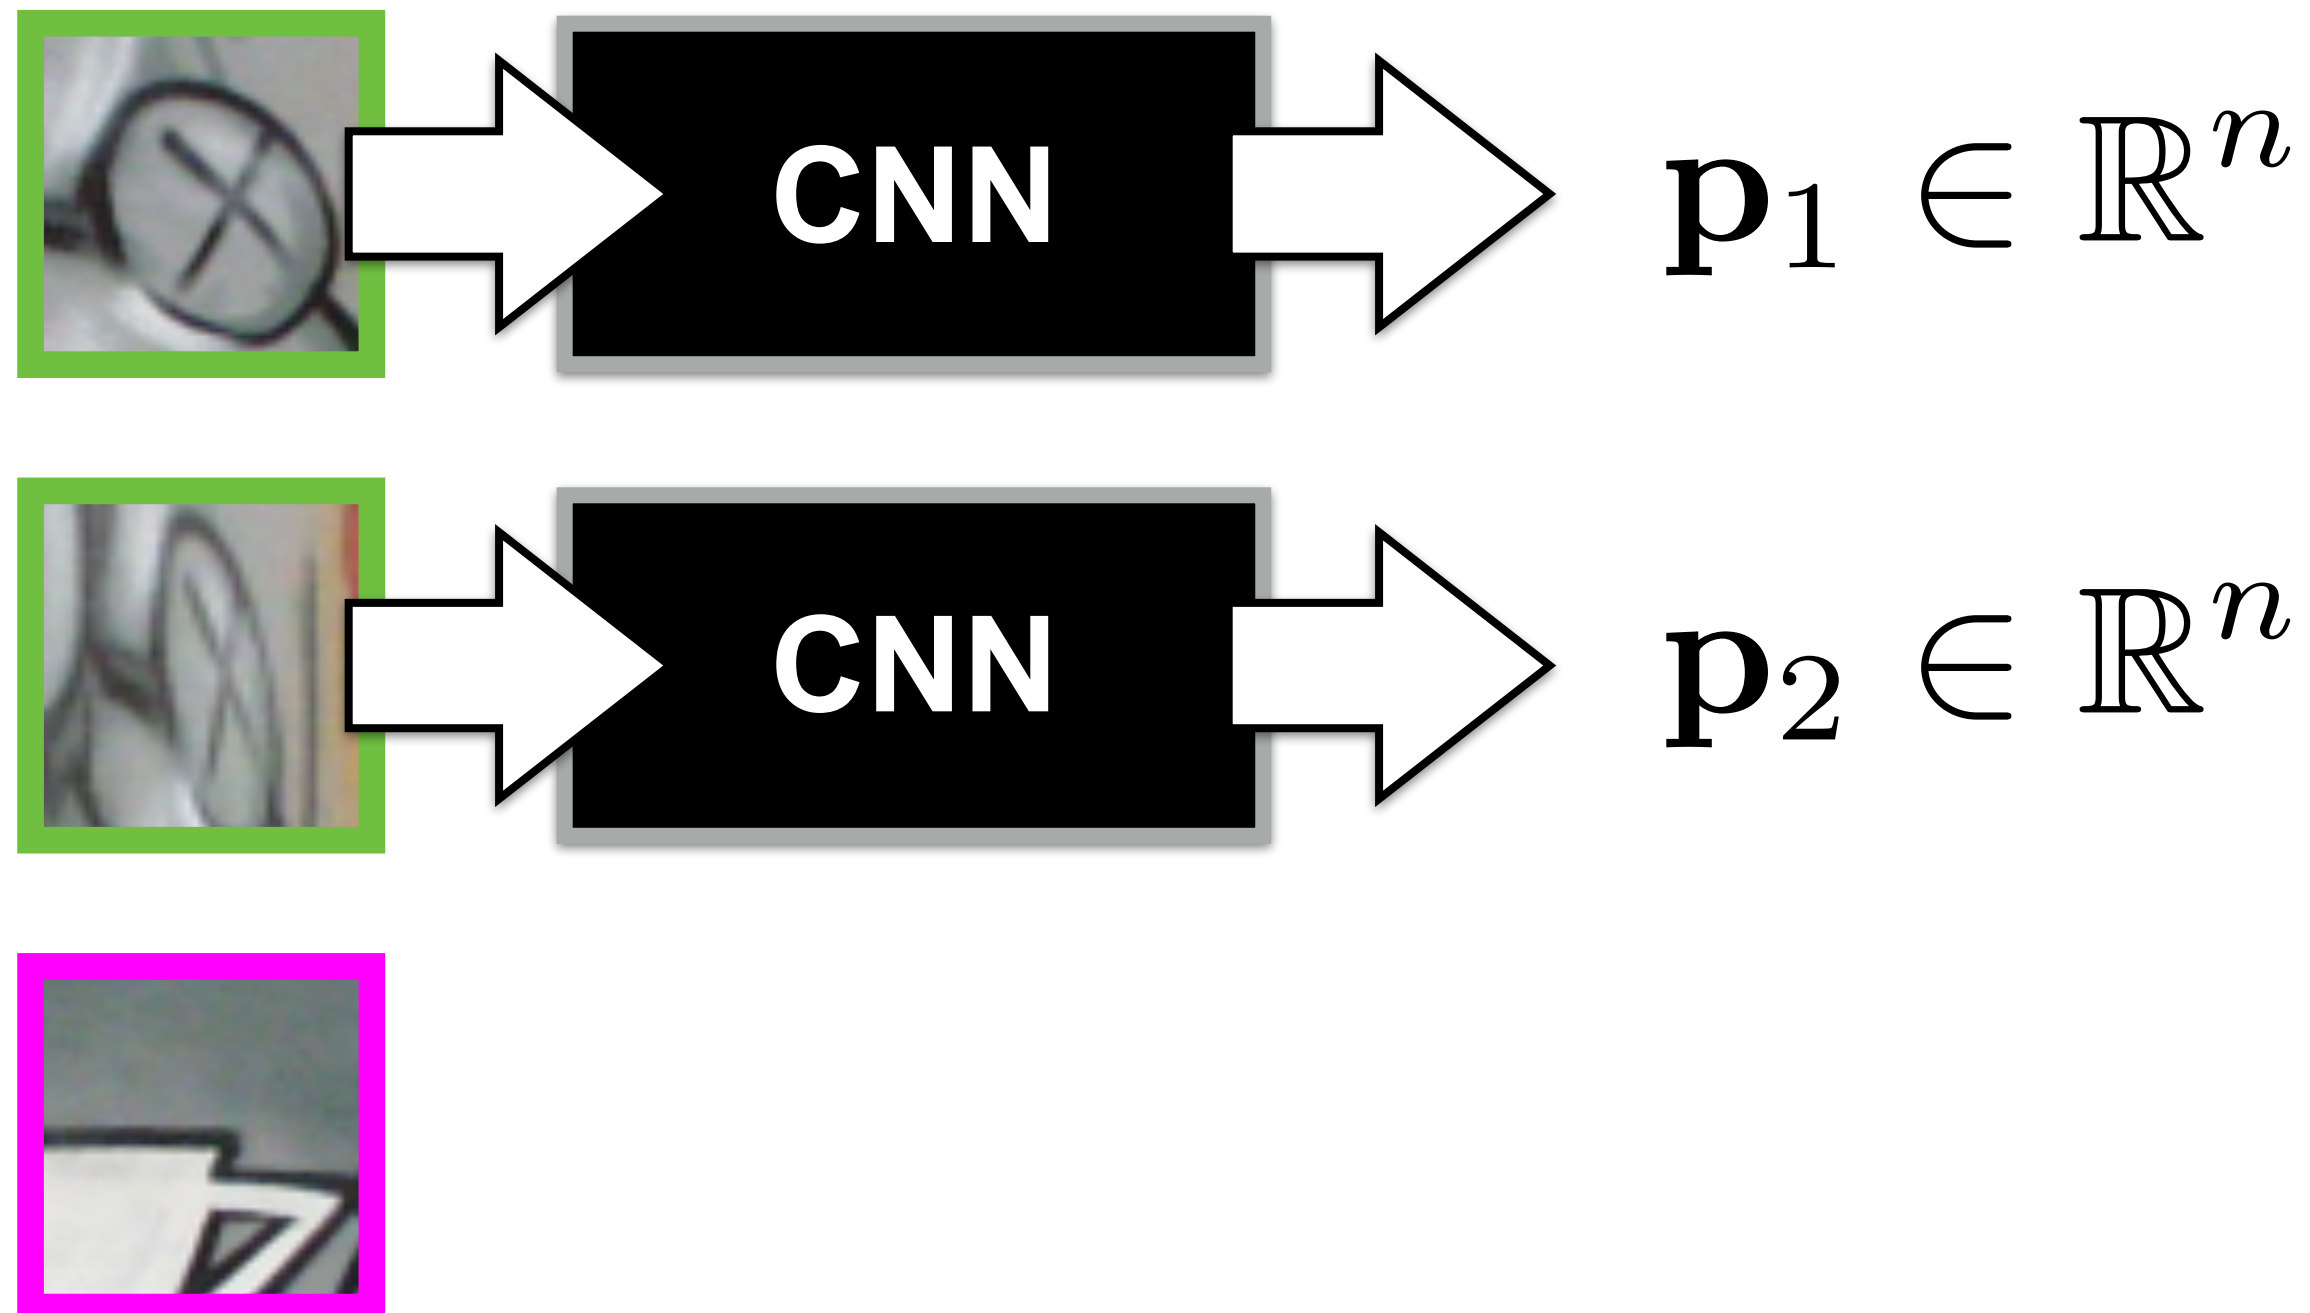 CNN p₁ ∈ ℝⁿ
CNN p₂ ∈ ℝⁿ